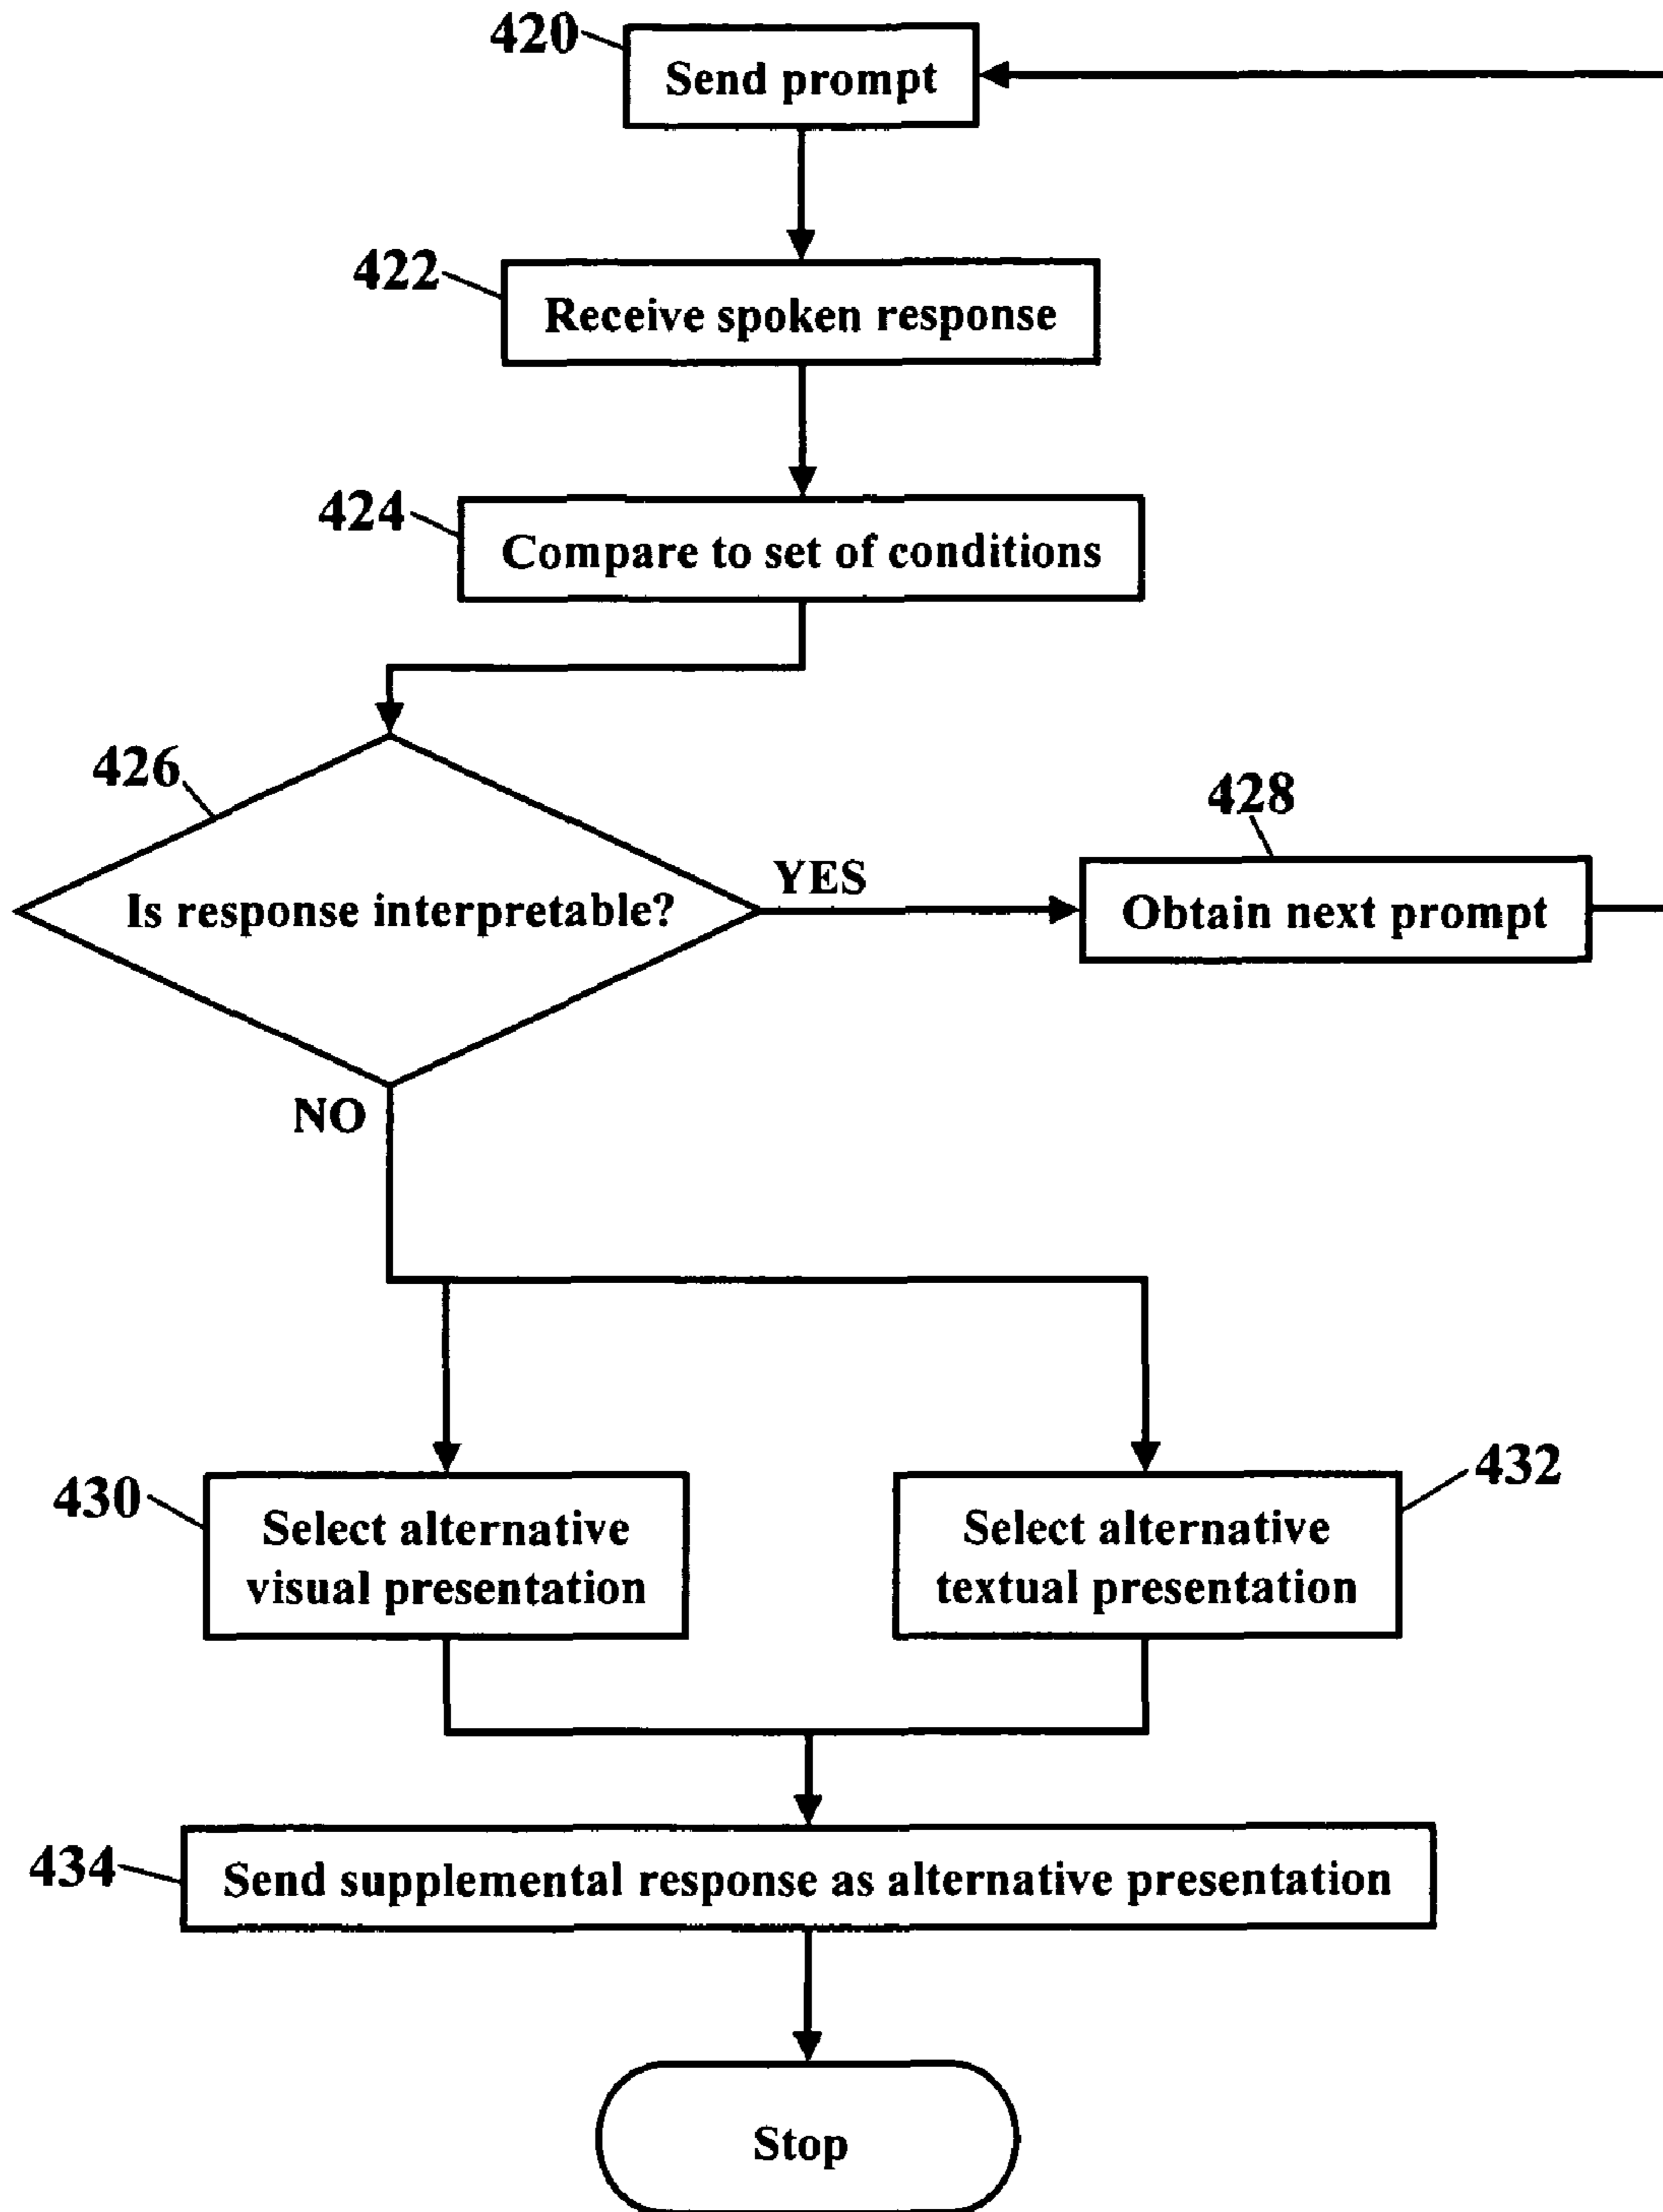 420
Send prompt
422
Receive spoken response
424
Compare to set of conditions
426
Is response interpretable?
YES
428
Obtain next prompt
NO
430
Select alternative
visual presentation
432
Select alternative
textual presentation
434
Send supplemental response as alternative presentation
Stop